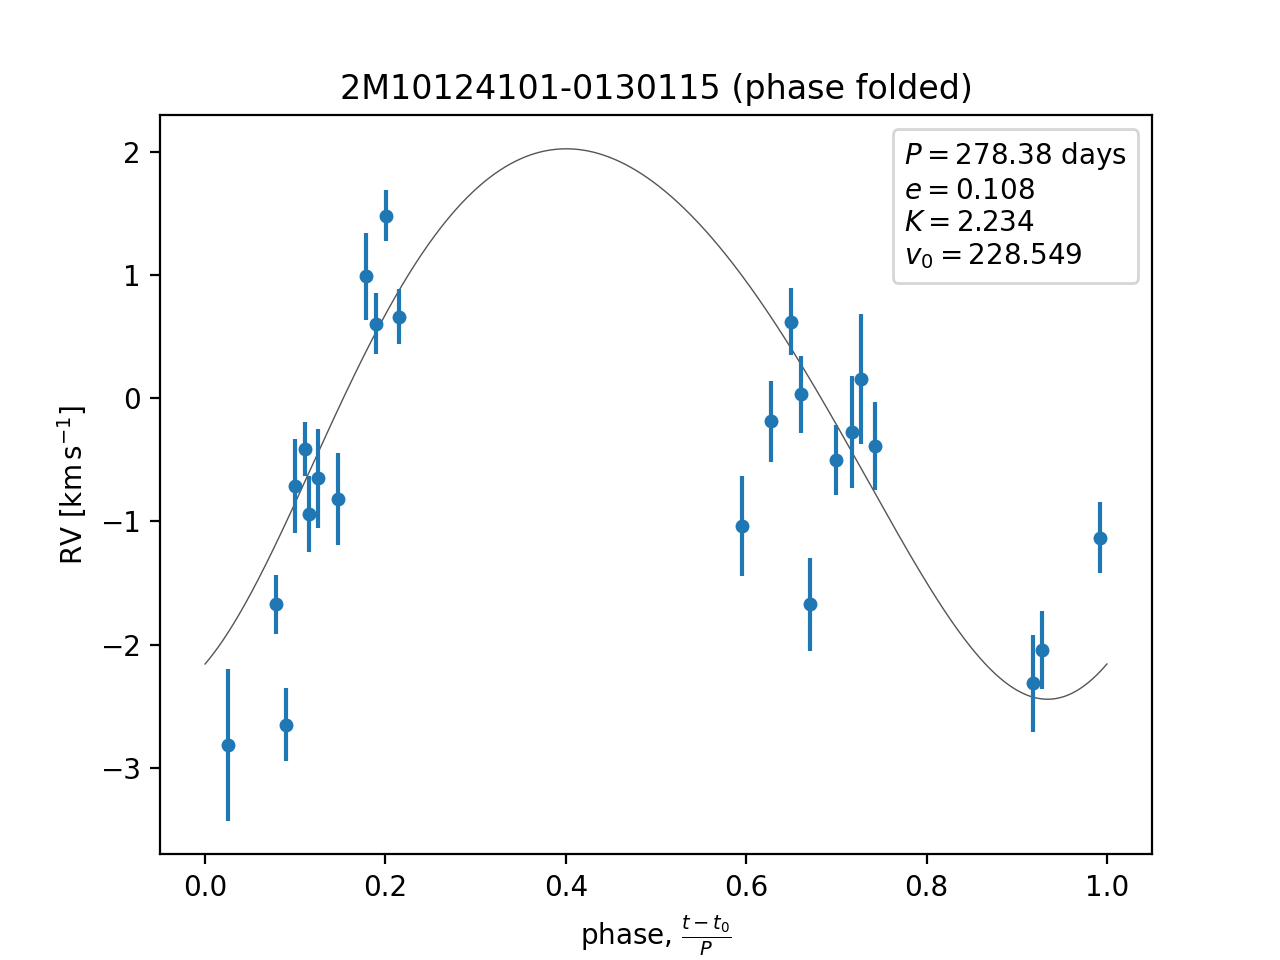 2M10124101-0130115 (phase folded)
P = 278.38 days
e = 0.108
K = 2.234
v₀ = 228.549
2
1
0
−1
−2
−3
RV [km s⁻¹]
0.0 0.2 0.4 0.6 0.8 1.0
phase, (t − t₀)/P